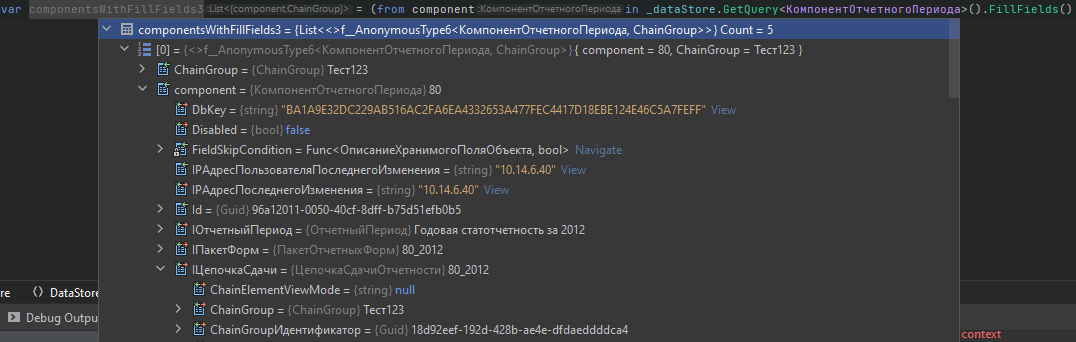 var componentsWithFillFields3 :List<{component,ChainGroup}> = (from component :КомпонентОтчетногоПериода in _dataStore.GetQuery<КомпонентОтчетногоПериода>().FillFields()
componentsWithFillFields3 = {List<<>f__AnonymousType6<КомпонентОтчетногоПериода, ChainGroup>>} Count = 5
[0] = {<>f__AnonymousType6<КомпонентОтчетногоПериода, ChainGroup>} { component = 80, ChainGroup = Тест123 }
ChainGroup = {ChainGroup} Тест123
component = {КомпонентОтчетногоПериода} 80
DbKey = {string} "BA1A9E32DC229AB516AC2FA6EA4332653A477FEC4417D18EBE124E46C5A7FEFF" View
Disabled = {bool} false
FieldSkipCondition = Func<ОписаниеХранимогоПоляОбъекта, bool> Navigate
IPАдресПользователяПоследнегоИзменения = {string} "10.14.6.40" View
IPАдресПоследнегоИзменения = {string} "10.14.6.40" View
Id = {Guid} 96a12011-0050-40cf-8dff-b75d51efb0b5
IОтчетныйПериод = {ОтчетныйПериод} Годовая статотчетность за 2012
IПакетФорм = {ПакетОтчетныхФорм} 80_2012
IЦепочкаСдачи = {ЦепочкаСдачиОтчетности} 80_2012
ChainElementViewMode = {string} null
re DataStore
ChainGroup = {ChainGroup} Тест123
Debug Outpu
ChainGroupИдентификатор = {Guid} 18d92eef-192d-428b-ae4e-dfdaeddddca4
context